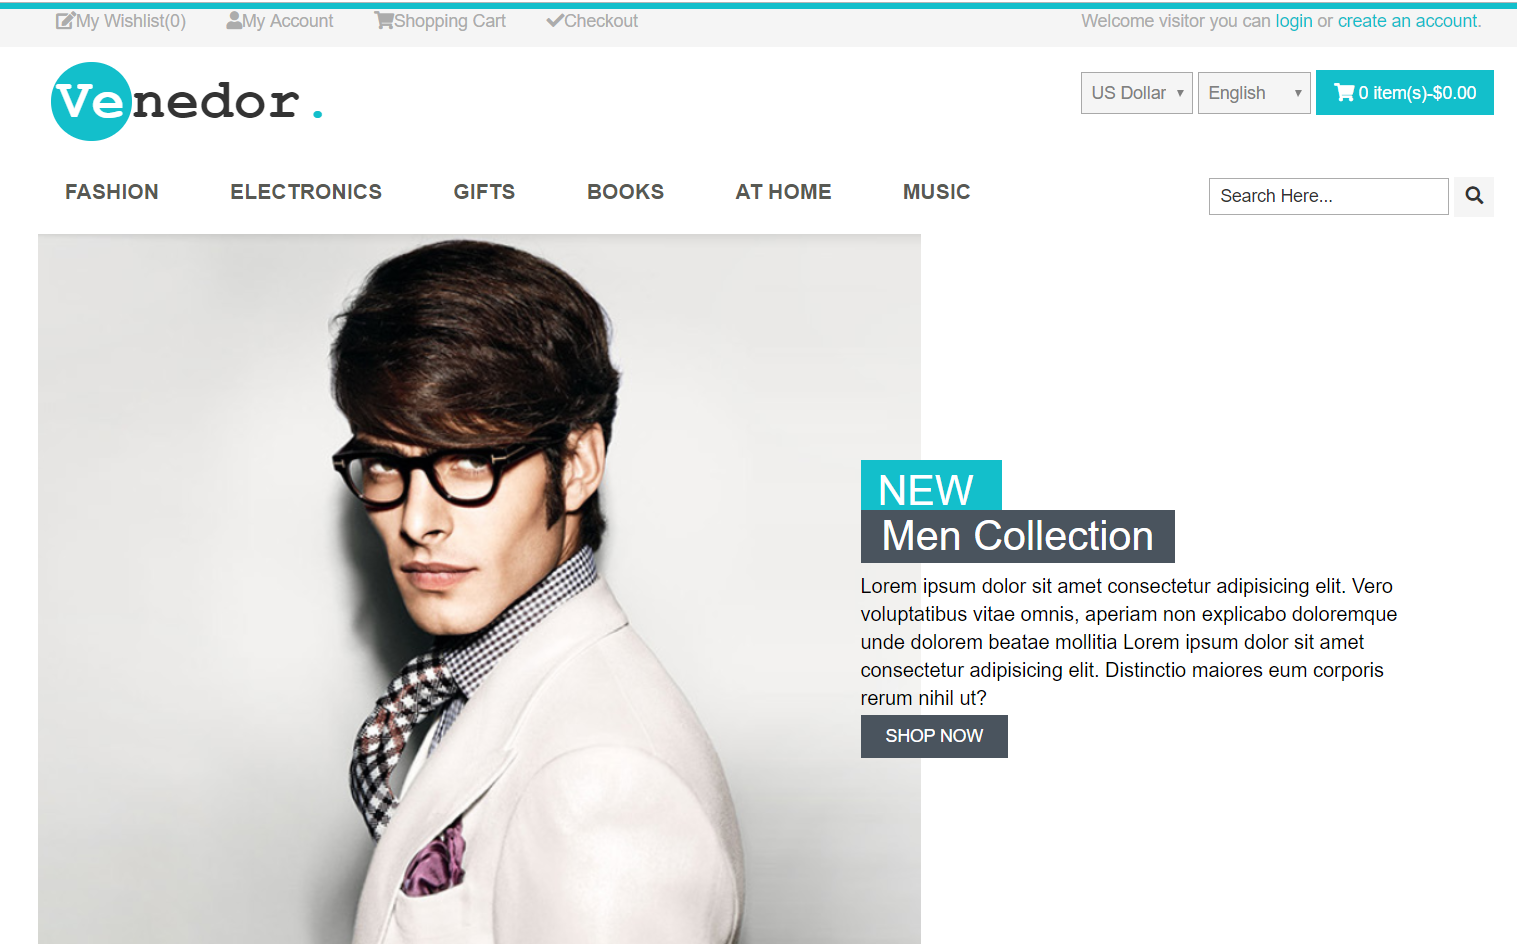 My Wishlist(0) My Account Shopping Cart Checkout Welcome visitor you can login or create an account.
Venedor.
US Dollar English 0 item(s)-$0.00
FASHION ELECTRONICS GIFTS BOOKS AT HOME MUSIC Search Here...
NEW
Men Collection
Lorem ipsum dolor sit amet consectetur adipisicing elit. Vero
voluptatibus vitae omnis, aperiam non explicabo doloremque
unde dolorem beatae mollitia Lorem ipsum dolor sit amet
consectetur adipisicing elit. Distinctio maiores eum corporis
rerum nihil ut?
SHOP NOW